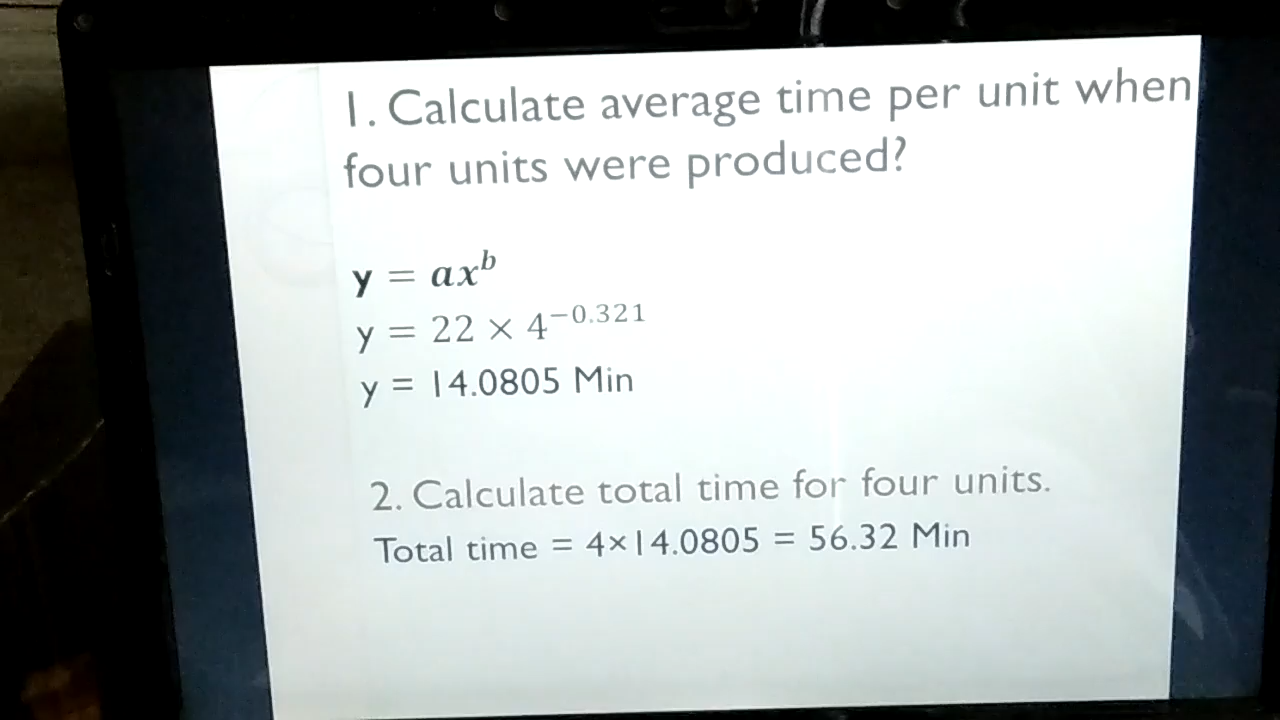 1. Calculate average time per unit when
four units were produced?
y = ax^b
y = 22 × 4^−0.321
y = 14.0805 Min
2. Calculate total time for four units.
Total time = 4×14.0805 = 56.32 Min